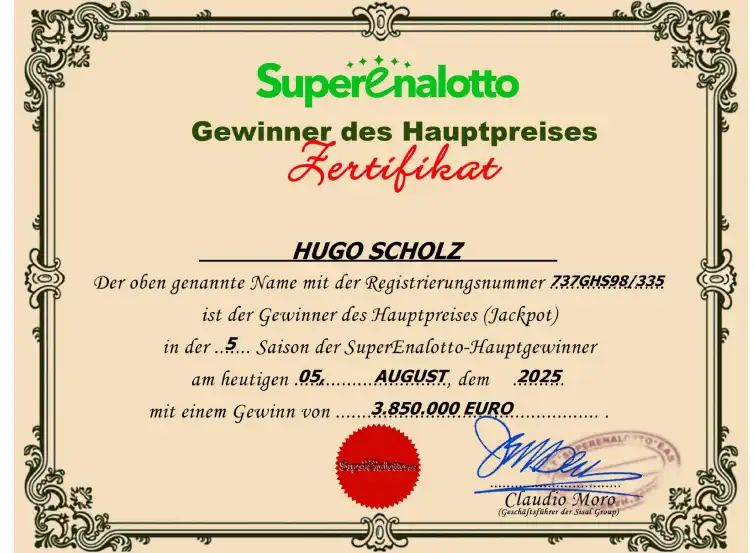 SuperEnalotto
Gewinner des Hauptpreises
Zertifikat
HUGO SCHOLZ
Der oben genannte Name mit der Registrierungsnummer 737GHS98/335
ist der Gewinner des Hauptpreises (Jackpot)
in der ..5.... Saison der SuperEnalotto-Hauptgewinner
am heutigen .05,......AUGUST, dem .2025.
mit einem Gewinn von ......3.850.000 EURO............... .
SuperEnalotto
Claudio Moro
(Geschäftsführer der Sisal Group)